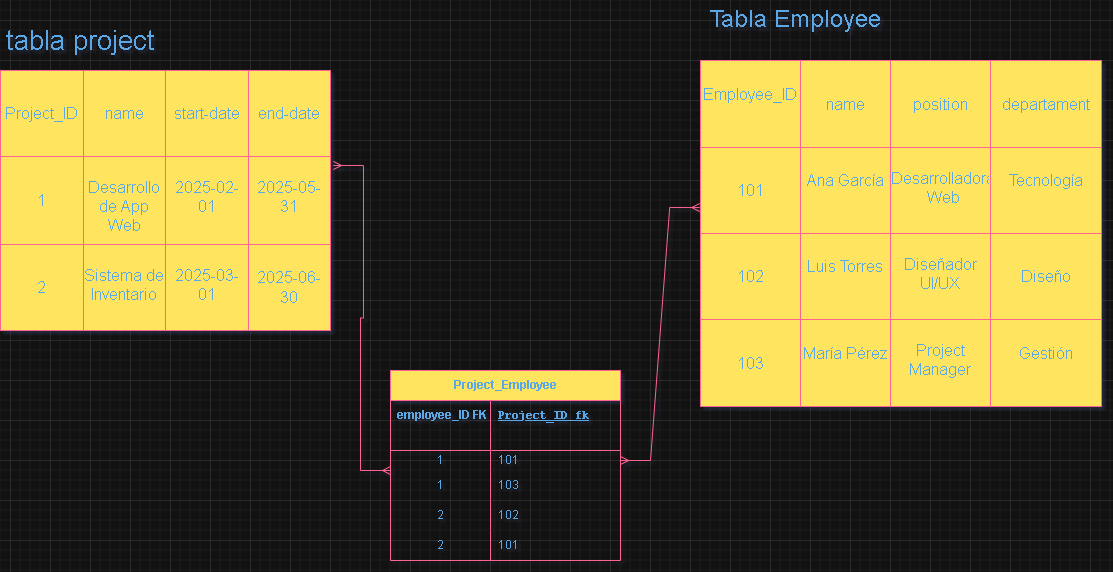 tabla project
Project_ID name start-date end-date
1 Desarrollo de App Web 2025-02-01 2025-05-31
2 Sistema de Inventario 2025-03-01 2025-06-30
Tabla Employee
Employee_ID name position departament
101 Ana García Desarrolladora Web Tecnología
102 Luis Torres Diseñador UI/UX Diseño
103 María Pérez Project Manager Gestión
Project_Employee
employee_ID FK Project_ID fk
1 101
1 103
2 102
2 101